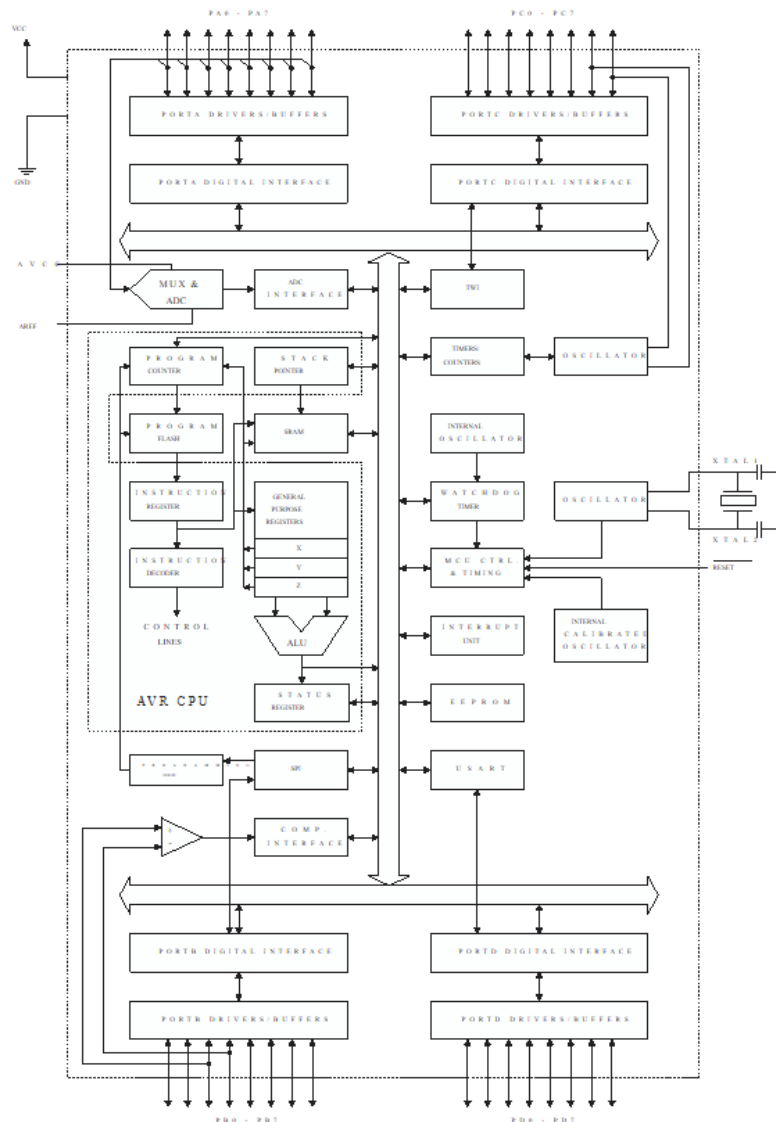 PA0 - PA7
PC0 - PC7
VCC
PORTA DRIVERS/BUFFERS
PORTC DRIVERS/BUFFERS
GND
PORTA DIGITAL INTERFACE
PORTC DIGITAL INTERFACE
AVCC
MUX &
ADC
ADC
INTERFACE
TWI
AREF
PROGRAM
COUNTER
STACK
POINTER
TIMERS/
COUNTERS
OSCILLATOR
PROGRAM
FLASH
SRAM
INTERNAL
OSCILLATOR
XTAL1
INSTRUCTION
REGISTER
GENERAL
PURPOSE
REGISTERS
WATCHDOG
TIMER
OSCILLATOR
XTAL2
X
INSTRUCTION
DECODER
Y
Z
MCU CTRL.
& TIMING
RESET
CONTROL
LINES
ALU
INTERRUPT
UNIT
INTERNAL
CALIBRATED
OSCILLATOR
AVR CPU
STATUS
REGISTER
EEPROM
SPI
USART
+
-
COMP.
INTERFACE
PORTB DIGITAL INTERFACE
PORTD DIGITAL INTERFACE
PORTB DRIVERS/BUFFERS
PORTD DRIVERS/BUFFERS
PB0 - PB7
PD0 - PD7